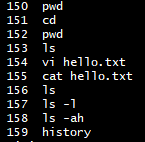 150 pwd
151 cd
152 pwd
153 ls
154 vi hello.txt
155 cat hello.txt
156 ls
157 ls -l
158 ls -ah
159 history